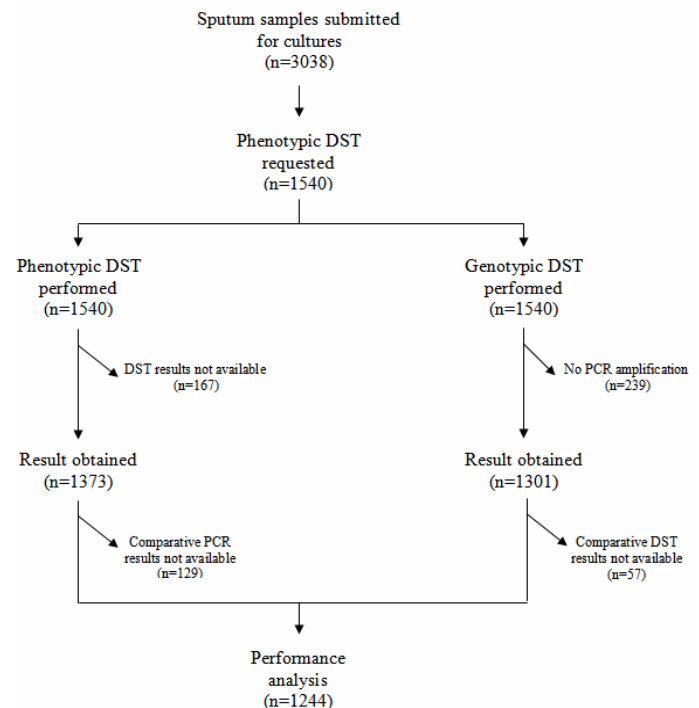 Sputum samples submitted
for cultures
(n=3038)
Phenotypic DST
requested
(n=1540)
Phenotypic DST
performed
(n=1540)
Genotypic DST
performed
(n=1540)
DST results not available
(n=167)
No PCR amplification
(n=239)
Result obtained
(n=1373)
Result obtained
(n=1301)
Comparative PCR
results not available
(n=129)
Comparative DST
results not available
(n=57)
Performance
analysis
(n=1244)